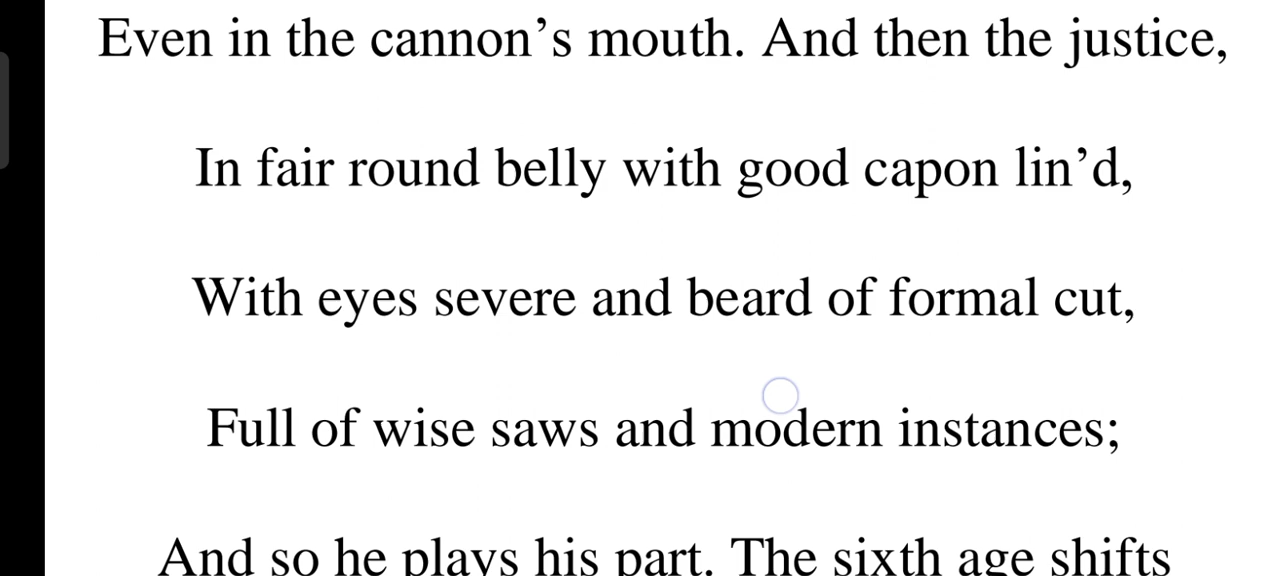 Even in the cannon’s mouth. And then the justice,
In fair round belly with good capon lin’d,
With eyes severe and beard of formal cut,
Full of wise saws and modern instances;
And so he plays his part. The sixth age shifts